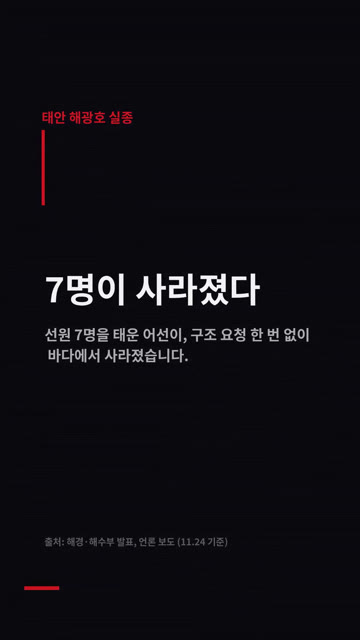 태안 해광호 실종
7명이 사라졌다
선원 7명을 태운 어선이, 구조 요청 한 번 없이
바다에서 사라졌습니다.
출처: 해경·해수부 발표, 언론 보도 (11.24 기준)